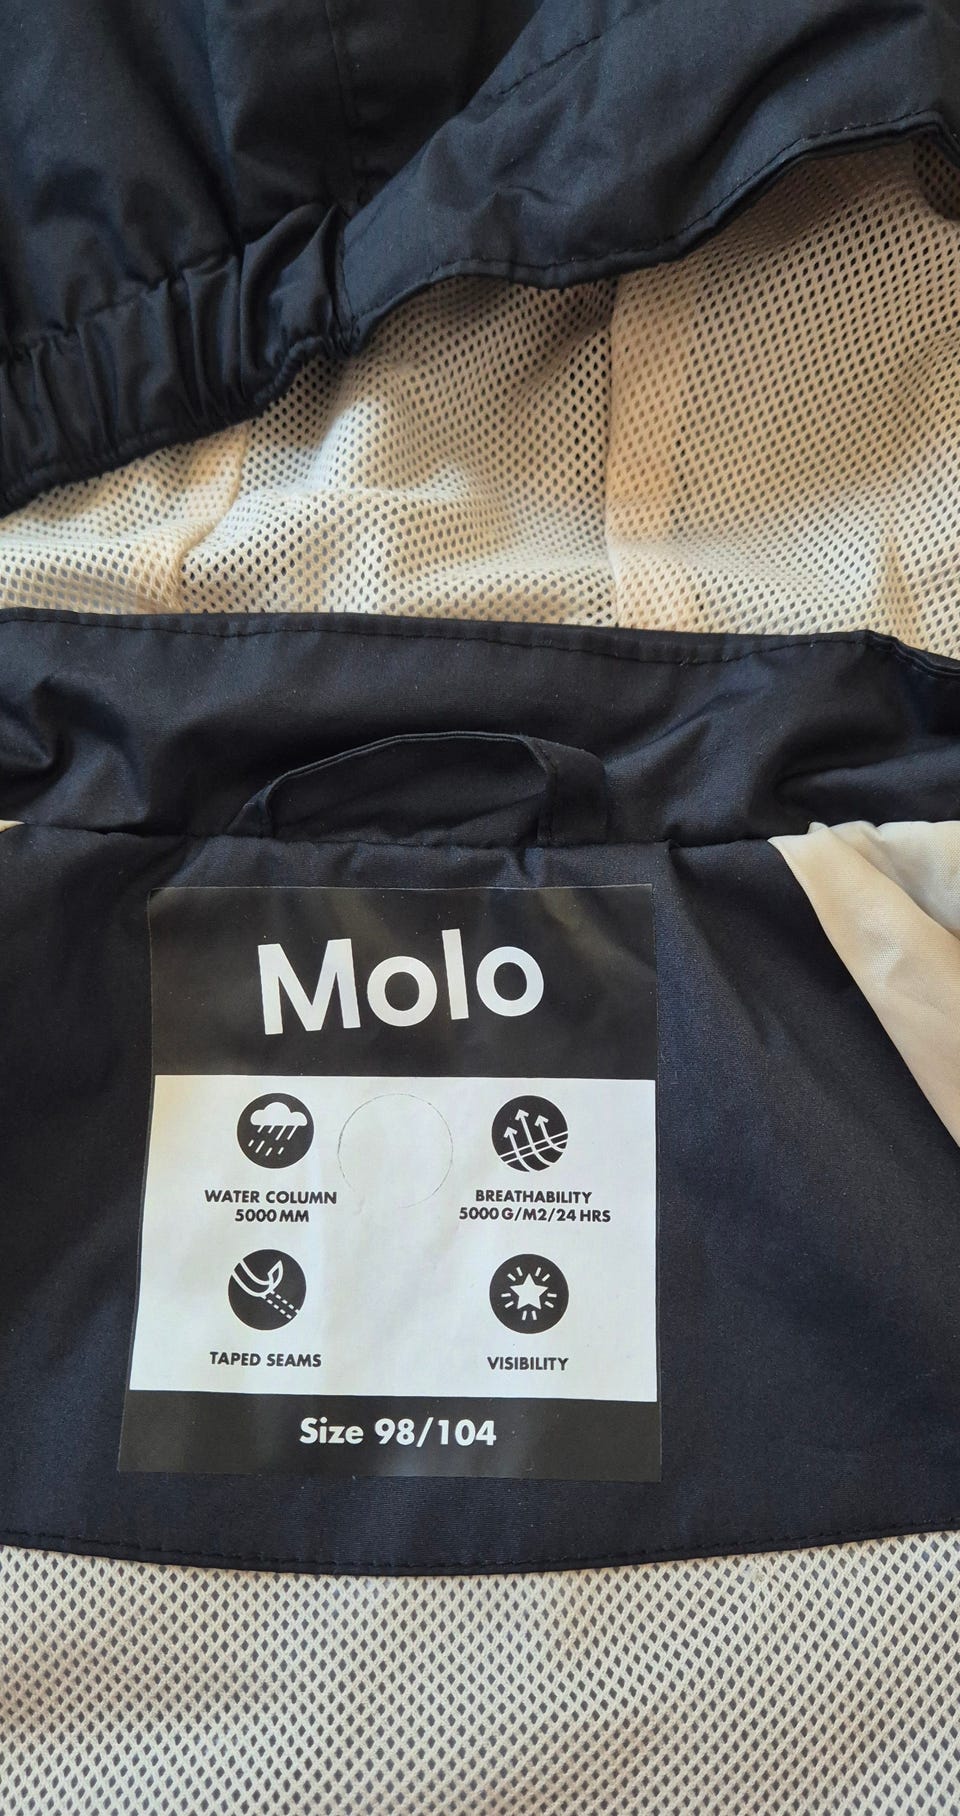 Molo
WATER COLUMN
5000 MM
BREATHABILITY
5000 G/M2/24 HRS
TAPED SEAMS
VISIBILITY
Size 98/104